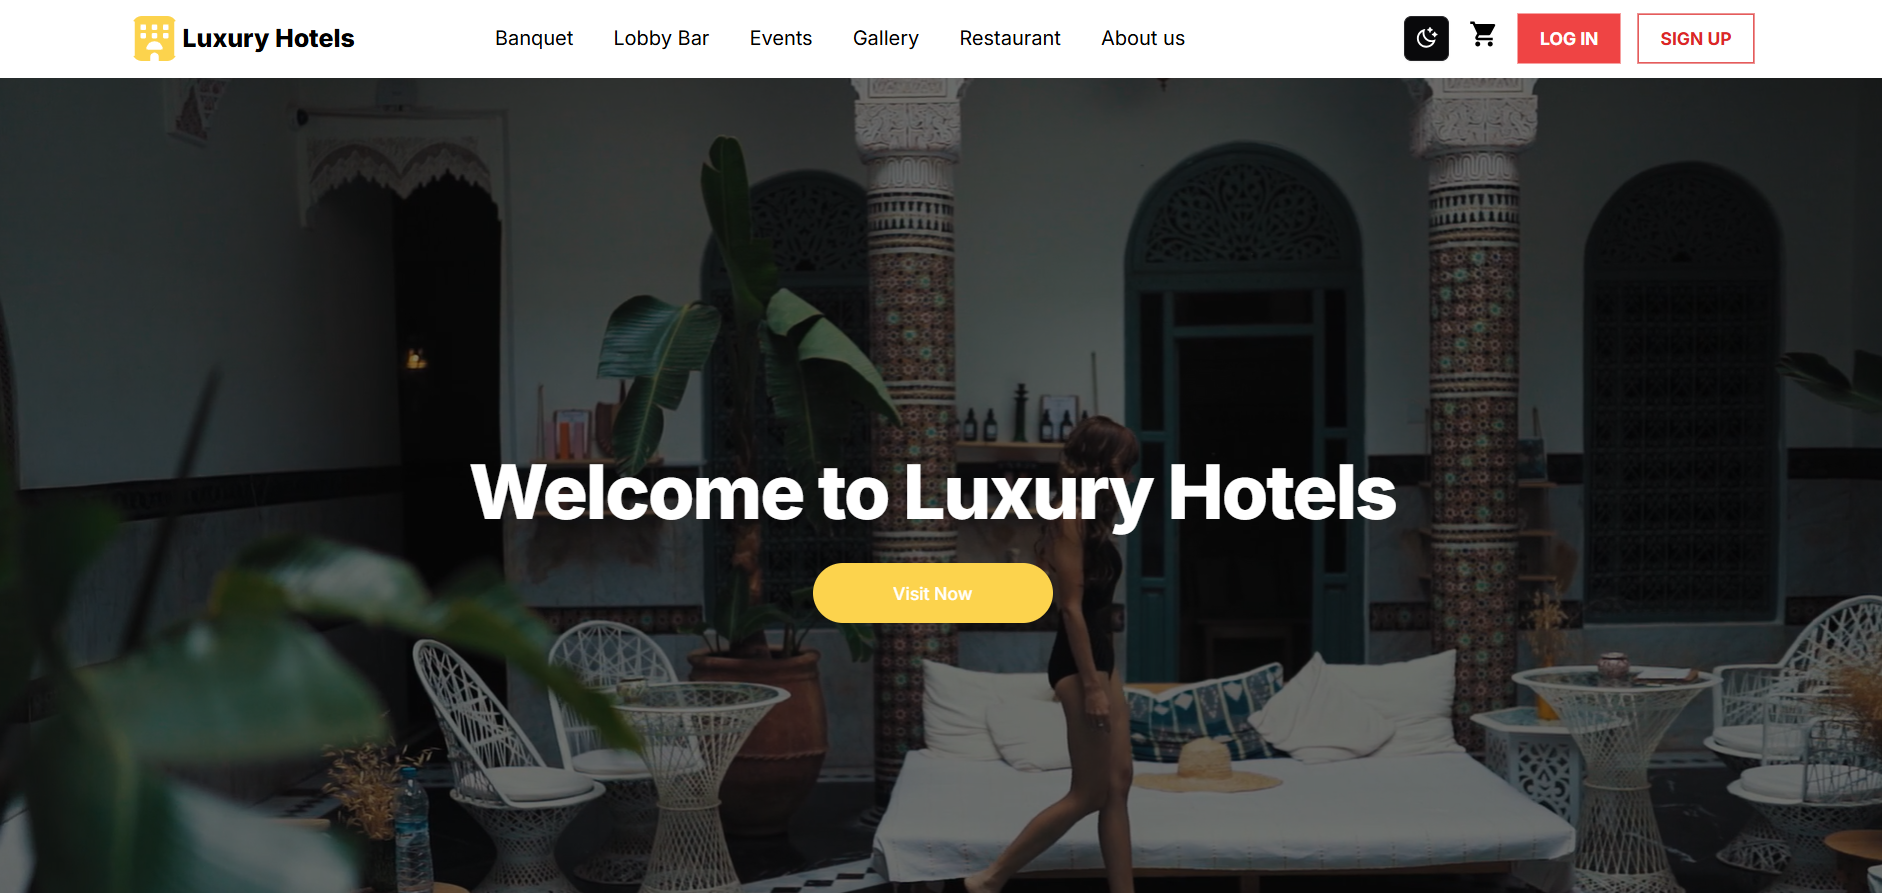 Luxury Hotels
Banquet
Lobby Bar
Events
Gallery
Restaurant
About us
LOG IN
SIGN UP
Welcome to Luxury Hotels
Visit Now